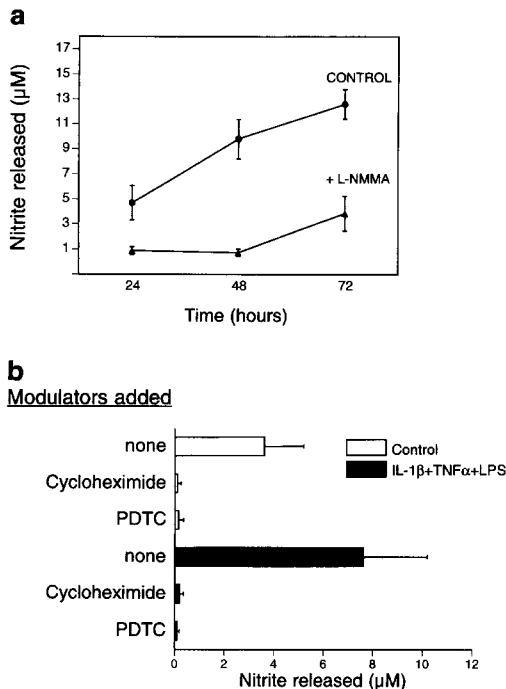 a
Nitrite released (µM)
17
15
13
11
9
7
5
3
1
CONTROL
+ L-NMMA
24 48 72
Time (hours)
b
Modulators added
none
Cycloheximide
PDTC
none
Cycloheximide
PDTC
Control
IL-1β+TNFα+LPS
0 2 4 6 8 10 12
Nitrite released (µM)